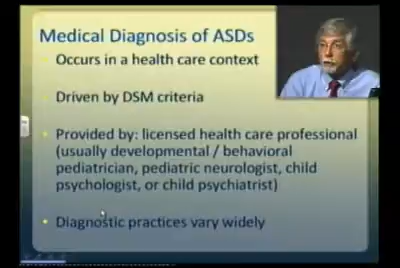 Medical Diagnosis of ASDs
Occurs in a health care context
Driven by DSM criteria
Provided by: licensed health care professional
(usually developmental / behavioral
pediatrician, pediatric neurologist, child
psychologist, or child psychiatrist)
Diagnostic practices vary widely